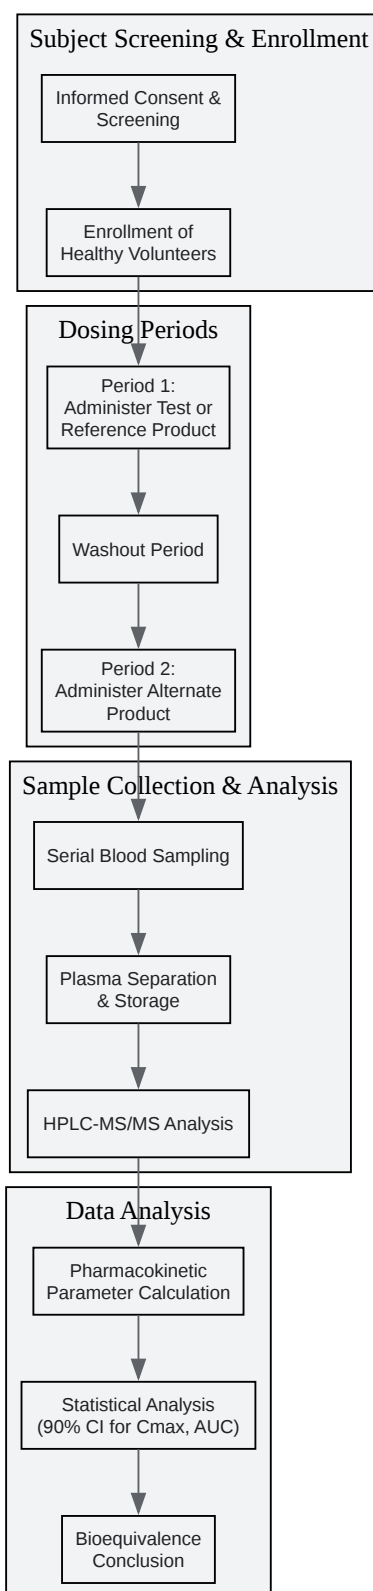 Subject Screening & Enrollment
Informed Consent &
Screening
Enrollment of
Healthy Volunteers
Dosing Periods
Period 1:
Administer Test or
Reference Product
Washout Period
Period 2:
Administer Alternate
Product
Sample Collection & Analysis
Serial Blood Sampling
Plasma Separation
& Storage
HPLC-MS/MS Analysis
Data Analysis
Pharmacokinetic
Parameter Calculation
Statistical Analysis
(90% CI for Cmax, AUC)
Bioequivalence
Conclusion